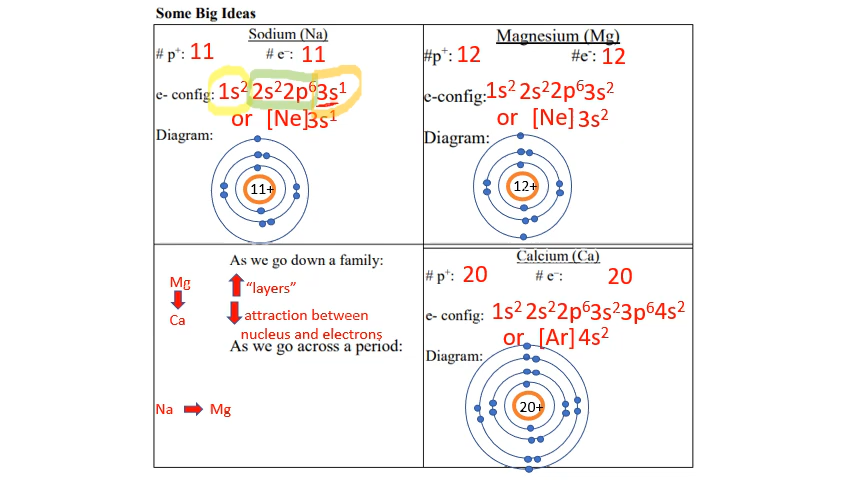 Some Big Ideas
Sodium (Na)
# p⁺: 11 # e⁻: 11
e- config: 1s² 2s²2p⁶3s¹
or [Ne]3s¹
Diagram:
11+
Magnesium (Mg)
#p⁺: 12 #e⁻: 12
e-config: 1s² 2s²2p⁶3s²
or [Ne] 3s²
Diagram:
12+
As we go down a family:
Mg
Ca
"layers"
attraction between
nucleus and electrons
As we go across a period:
Na Mg
Calcium (Ca)
# p⁺: 20 # e⁻: 20
e- config: 1s² 2s²2p⁶3s²3p⁶4s²
or [Ar] 4s²
Diagram:
20+